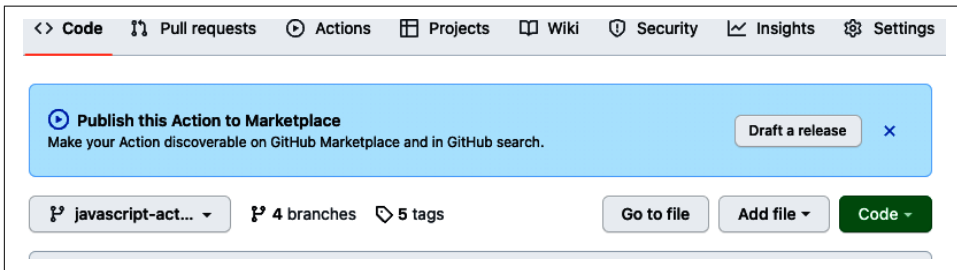 <> Code Pull requests Actions Projects Wiki Security Insights Settings
Publish this Action to Marketplace
Make your Action discoverable on GitHub Marketplace and in GitHub search.
Draft a release ×
javascript-act... 4 branches 5 tags Go to file Add file Code